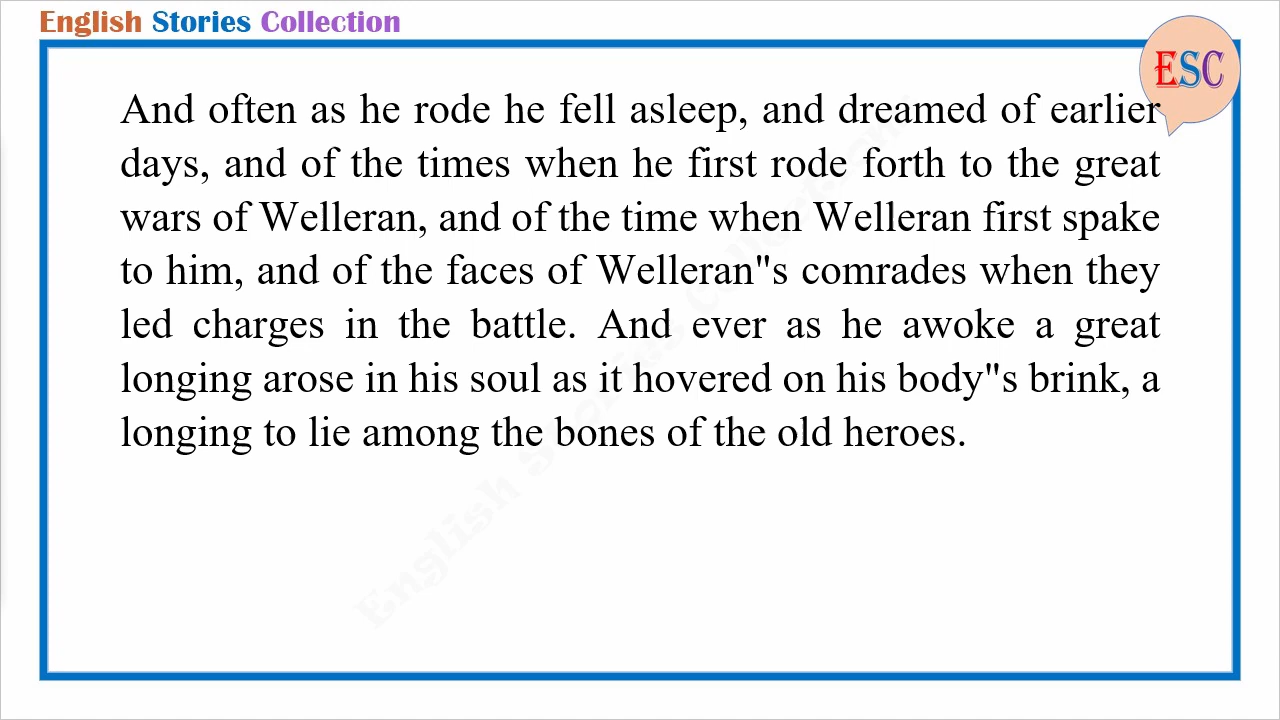 English Stories Collection
ESC
And often as he rode he fell asleep, and dreamed of earlier
days, and of the times when he first rode forth to the great
wars of Welleran, and of the time when Welleran first spake
to him, and of the faces of Welleran"s comrades when they
led charges in the battle. And ever as he awoke a great
longing arose in his soul as it hovered on his body"s brink, a
longing to lie among the bones of the old heroes.
English Stories Collection